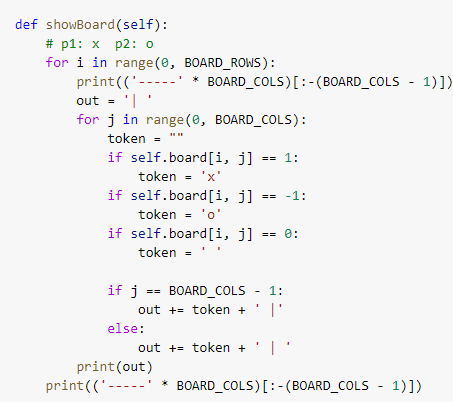 def showBoard(self):
    # p1: x  p2: o
    for i in range(0, BOARD_ROWS):
        print(('-----' * BOARD_COLS)[:-(BOARD_COLS - 1)])
        out = '| '
        for j in range(0, BOARD_COLS):
            token = ""
            if self.board[i, j] == 1:
                token = 'x'
            if self.board[i, j] == -1:
                token = 'o'
            if self.board[i, j] == 0:
                token = ' '

            if j == BOARD_COLS - 1:
                out += token + ' |'
            else:
                out += token + ' | '
        print(out)
    print(('-----' * BOARD_COLS)[:-(BOARD_COLS - 1)])